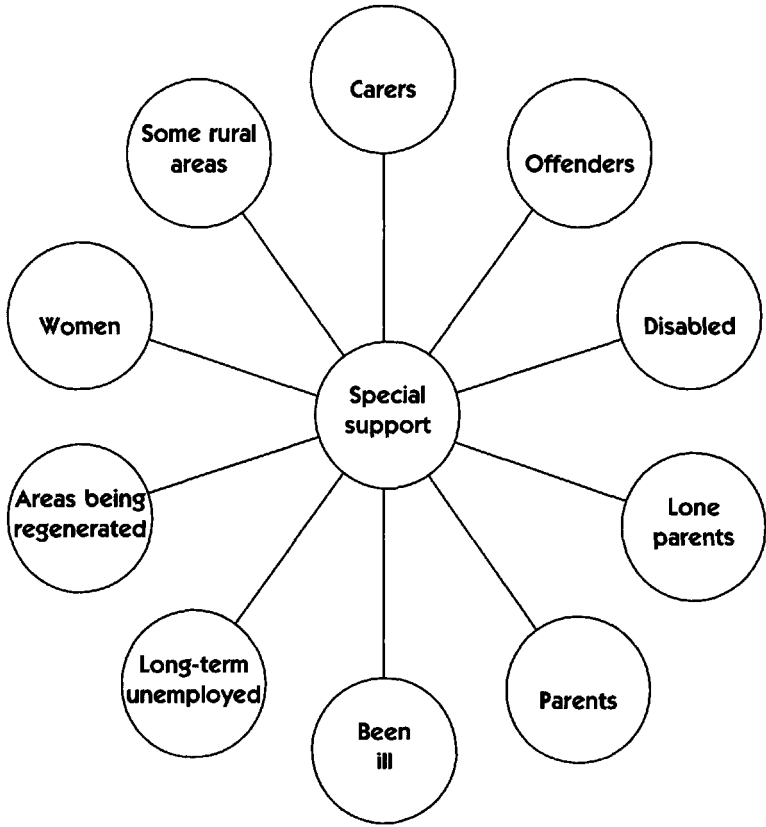 Carers
Some rural
areas
Offenders
Women
Disabled
Special
support
Areas being
regenerated
Lone
parents
Long-term
unemployed
Parents
Been
ill